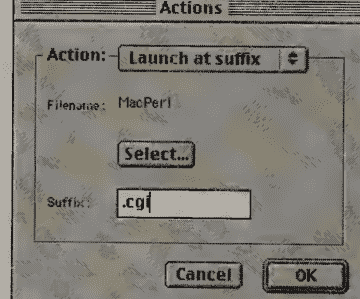 Actions
Action: Launch at suffix
Filename: MacPerl
Select...
Suffix: .cgi
Cancel OK